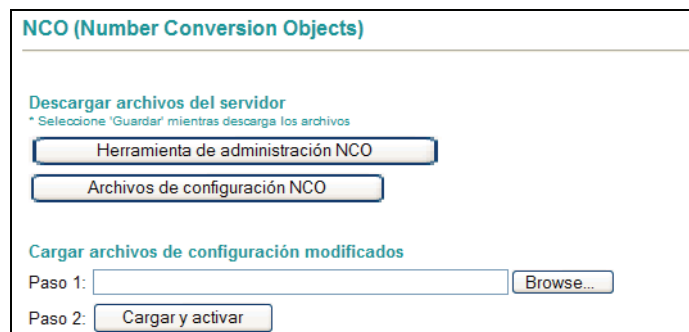 NCO (Number Conversion Objects)
Descargar archivos del servidor
* Seleccione 'Guardar' mientras descarga los archivos
Herramienta de administración NCO
Archivos de configuración NCO
Cargar archivos de configuración modificados
Paso 1: Browse...
Paso 2: Cargar y activar